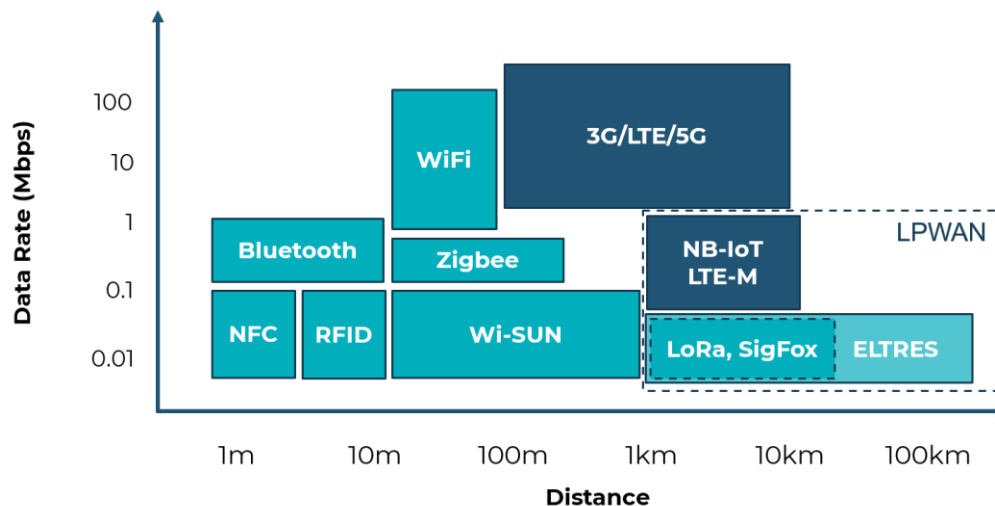 Data Rate (Mbps)
100
10
1
0.1
0.01
WiFi
3G/LTE/5G
Bluetooth
Zigbee
NFC
RFID
Wi-SUN
LPWAN
NB-IoT
LTE-M
LoRa, SigFox
ELTRES
1m
10m
100m
1km
10km
100km
Distance